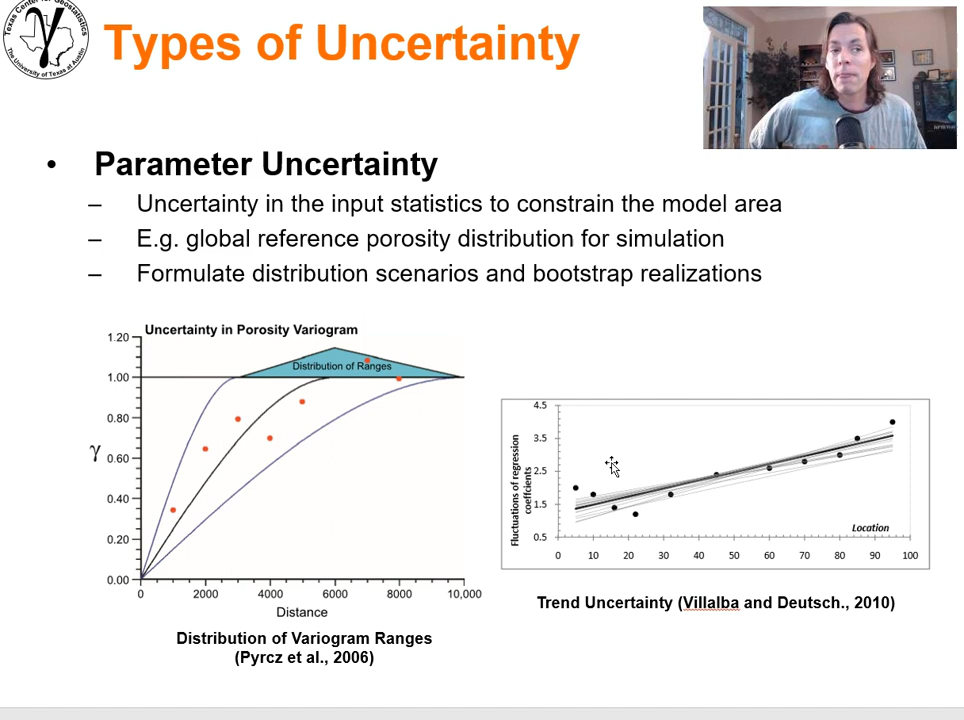 Texas Center for Geostatistics
The University of Texas at Austin
Types of Uncertainty
• Parameter Uncertainty
– Uncertainty in the input statistics to constrain the model area
– E.g. global reference porosity distribution for simulation
– Formulate distribution scenarios and bootstrap realizations
Uncertainty in Porosity Variogram
Distribution of Ranges
1.20
1.00
0.80
0.60
0.40
0.20
0.00
γ
0 2000 4000 6000 8000 10,000
Distance
Distribution of Variogram Ranges
(Pyrcz et al., 2006)
Fluctuations of regression
coeffcients
4.5
3.5
2.5
1.5
0.5
Location
0 10 20 30 40 50 60 70 80 90 100
Trend Uncertainty (Villalba and Deutsch., 2010)